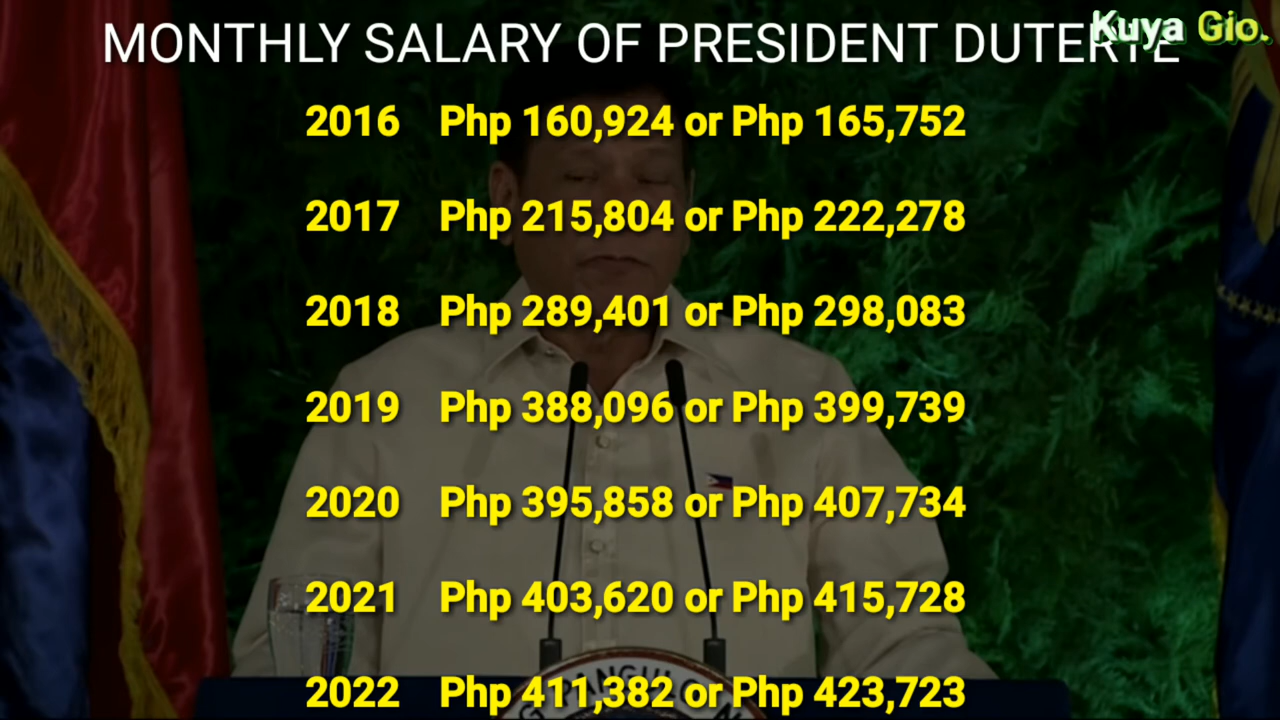 MONTHLY SALARY OF PRESIDENT DUTERTE
Kuya Gio.
2016 Php 160,924 or Php 165,752
2017 Php 215,804 or Php 222,278
2018 Php 289,401 or Php 298,083
2019 Php 388,096 or Php 399,739
2020 Php 395,858 or Php 407,734
2021 Php 403,620 or Php 415,728
2022 Php 411,382 or Php 423,723